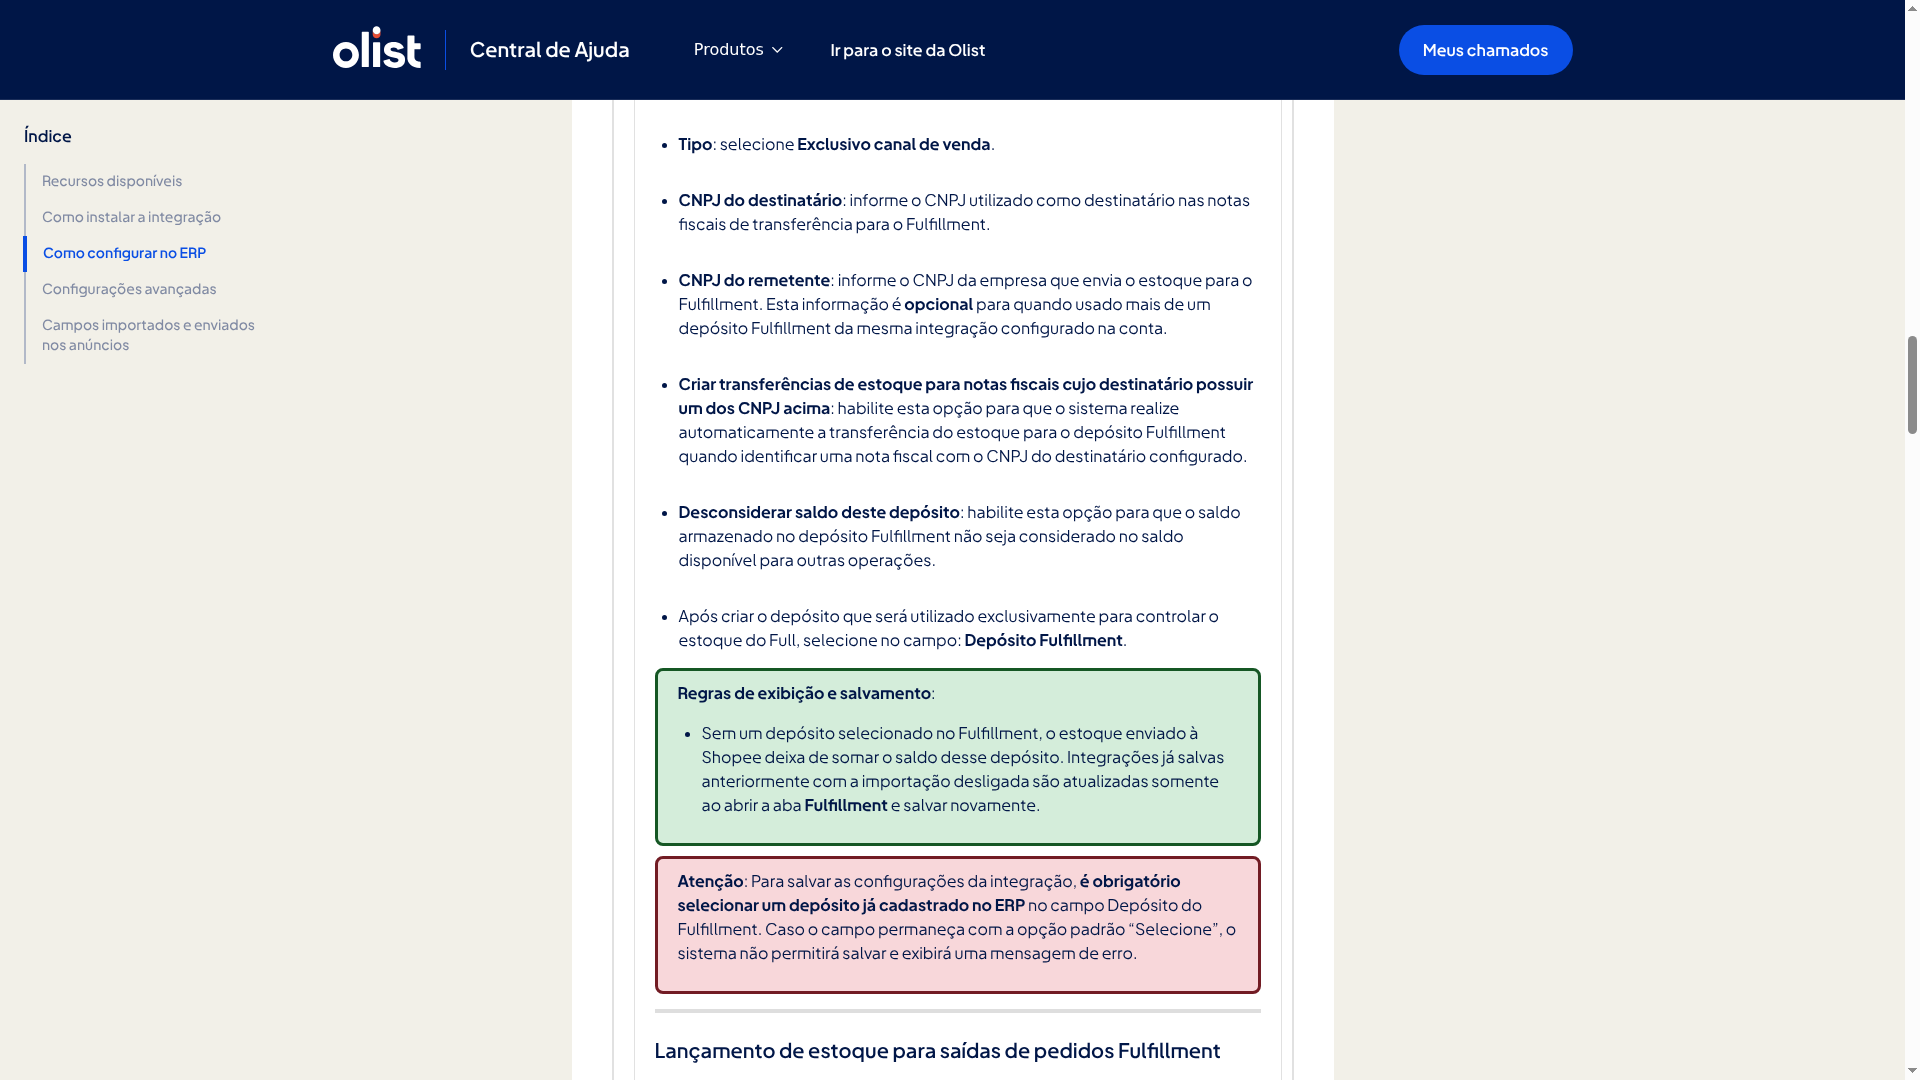 olist
Central de Ajuda
Produtos
Ir para o site da Olist
Meus chamados
Índice
Recursos disponíveis
Como instalar a integração
Como configurar no ERP
Configurações avançadas
Campos importados e enviados
nos anúncios
• Tipo: selecione Exclusivo canal de venda.
• CNPJ do destinatário: informe o CNPJ utilizado como destinatário nas notas
fiscais de transferência para o Fulfillment.
• CNPJ do remetente: informe o CNPJ da empresa que envia o estoque para o
Fulfillment. Esta informação é opcional para quando usado mais de um
depósito Fulfillment da mesma integração configurado na conta.
• Criar transferências de estoque para notas fiscais cujo destinatário possuir
um dos CNPJ acima: habilite esta opção para que o sistema realize
automaticamente a transferência do estoque para o depósito Fulfillment
quando identificar uma nota fiscal com o CNPJ do destinatário configurado.
• Desconsiderar saldo deste depósito: habilite esta opção para que o saldo
armazenado no depósito Fulfillment não seja considerado no saldo
disponível para outras operações.
• Após criar o depósito que será utilizado exclusivamente para controlar o
estoque do Full, selecione no campo: Depósito Fulfillment.
Regras de exibição e salvamento:
• Sem um depósito selecionado no Fulfillment, o estoque enviado à
Shopee deixa de somar o saldo desse depósito. Integrações já salvas
anteriormente com a importação desligada são atualizadas somente
ao abrir a aba Fulfillment e salvar novamente.
Atenção: Para salvar as configurações da integração, é obrigatório
selecionar um depósito já cadastrado no ERP no campo Depósito do
Fulfillment. Caso o campo permaneça com a opção padrão “Selecione”, o
sistema não permitirá salvar e exibirá uma mensagem de erro.
Lançamento de estoque para saídas de pedidos Fulfillment